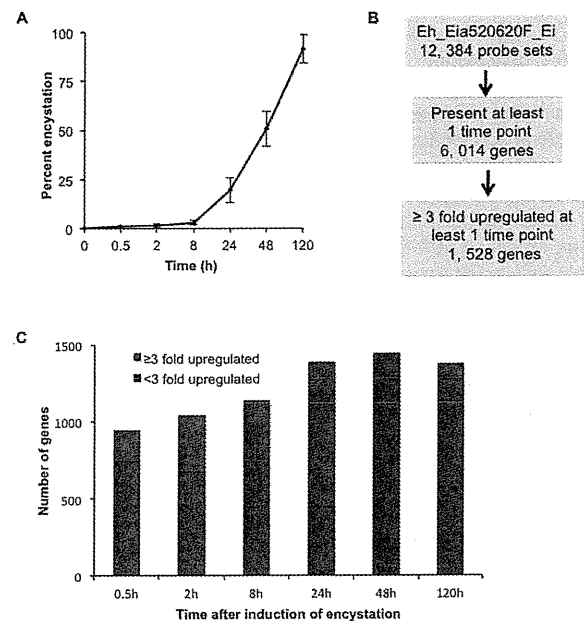 A
100
75
50
25
0
Percent encystation
0 0.5 2 8 24 48 120
Time (h)
B
Eh_Eia520620F_Ei
12, 384 probe sets
Present at least
1 time point
6, 014 genes
≥ 3 fold upregulated at
least 1 time point
1, 528 genes
C
1500
1000
500
0
Number of genes
≥3 fold upregulated
<3 fold upregulated
0.5h 2h 8h 24h 48h 120h
Time after induction of encystation